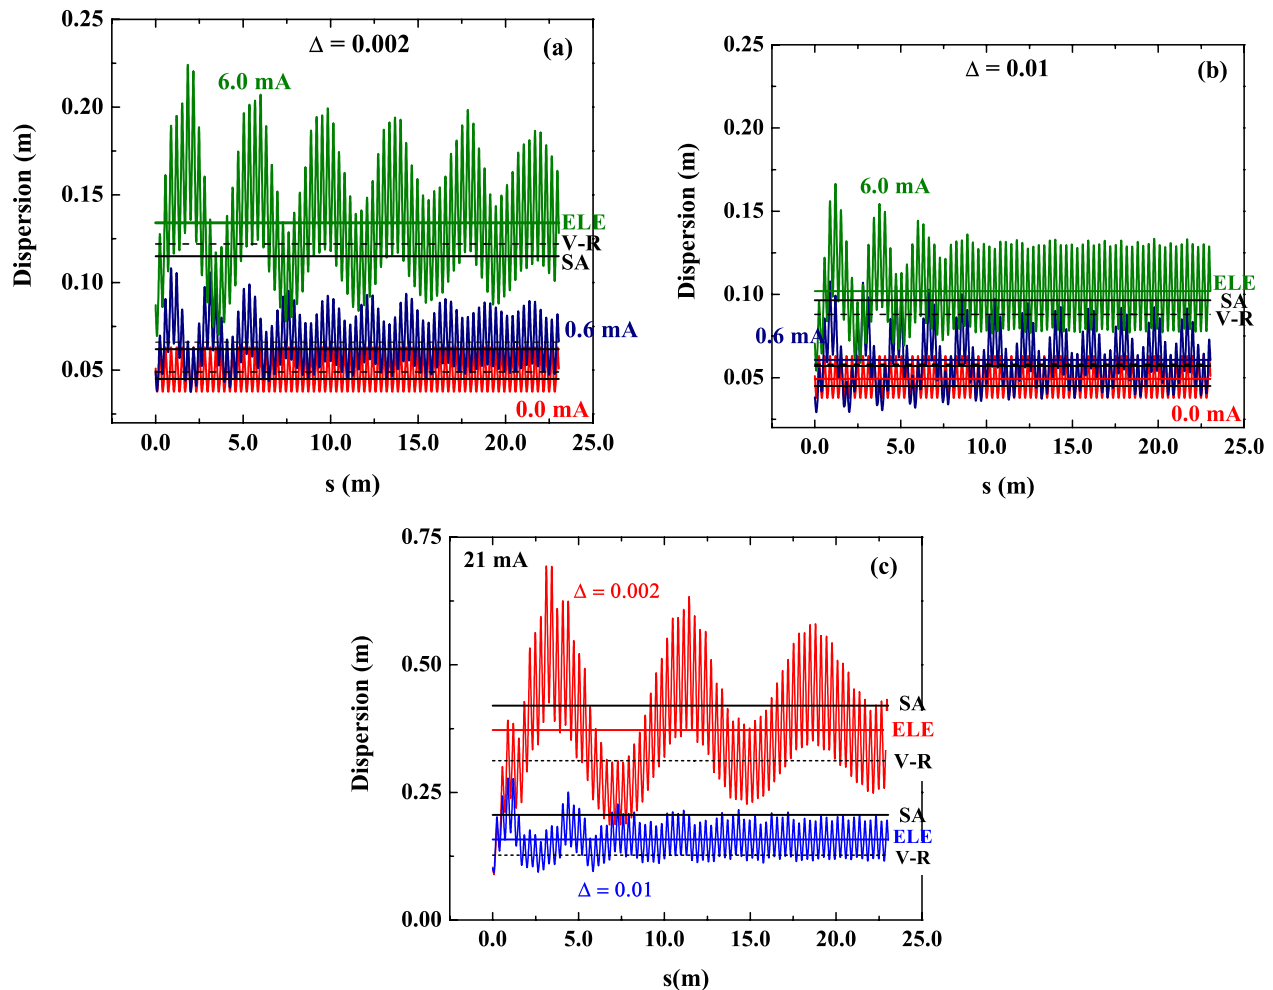 0.25
Δ = 0.002
(a)
6.0 mA
0.20
0.15
0.10
0.05
Dispersion (m)
ELE
V-R
SA
0.6 mA
0.0 mA
0.0 5.0 10.0 15.0 20.0 25.0
s (m)
0.25
Δ = 0.01
(b)
0.20
0.15
0.10
0.05
Dispersion (m)
6.0 mA
ELE
SA
V-R
0.6 mA
0.0 mA
0.0 5.0 10.0 15.0 20.0 25.0
s (m)
0.75
21 mA
(c)
Δ = 0.002
0.50
0.25
0.00
Dispersion (m)
SA
ELE
V-R
SA
ELE
V-R
Δ = 0.01
0.0 5.0 10.0 15.0 20.0 25.0
s(m)